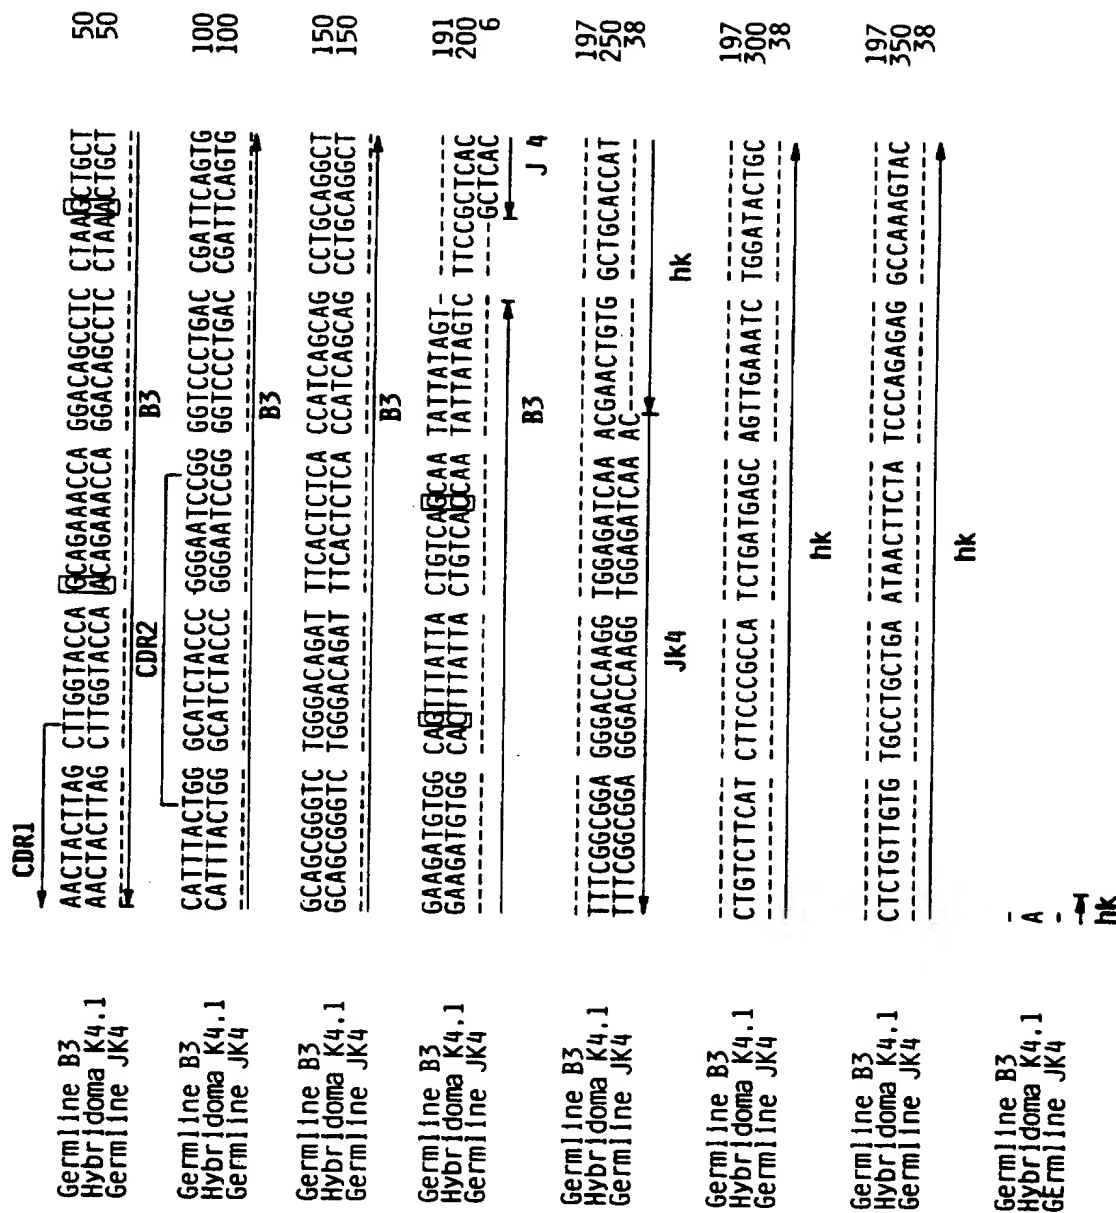 CDR1
Germline B3 AACTACTTAG CTTGGTACCA GCAGAAACCA GGACAGCCTC CTAAGCTGCT 50
Hybridoma K4.1 AACTACTTAG CTTGGTACCA ACAGAAACCA GGACAGCCTC CTAAACTGCT 50
Germline JK4 ---------- ---------- ---------- ---------- ----------
B3
CDR2
Germline B3 CATTTACTGG GCATCTACCC GGGAATCCGG GGTCCCTGAC CGATTCAGTG 100
Hybridoma K4.1 CATTTACTGG GCATCTACCC GGGAATCCGG GGTCCCTGAC CGATTCAGTG 100
Germline JK4 ---------- ---------- ---------- ---------- ----------
B3
Germline B3 GCAGCGGGTC TGGGACAGAT TTCACTCTCA CCATCAGCAG CCTGCAGGCT 150
Hybridoma K4.1 GCAGCGGGTC TGGGACAGAT TTCACTCTCA CCATCAGCAG CCTGCAGGCT 150
Germline JK4 ---------- ---------- ---------- ---------- ----------
B3
Germline B3 GAAGATGTGG CAGTTTATTA CTGTCAGCAA TATTATAGT- ---------- 191
Hybridoma K4.1 GAAGATGTGG CACTTTATTA CTGTCACCAA TATTATAGTC TTCCGCTCAC 200
Germline JK4 ---------- ---------- ---------- ---------- ----GCTCAC 6
B3 J 4
Germline B3 ---------- ---------- ---------- ---------- ---------- 197
Hybridoma K4.1 TTTCGGCGGA GGGACCAAGG TGGAGATCAA ACGAACTGTG GCTGCACCAT 250
Germline JK4 TTTCGGCGGA GGGACCAAGG TGGAGATCAA AC-------- ---------- 38
Jk4 hk
Germline B3 ---------- ---------- ---------- ---------- ---------- 197
Hybridoma K4.1 CTGTCTTCAT CTTCCCGCCA TCTGATGAGC AGTTGAAATC TGGATACTGC 300
Germline JK4 ---------- ---------- ---------- ---------- ---------- 38
hk
Germline B3 ---------- ---------- ---------- ---------- ---------- 197
Hybridoma K4.1 CTCTGTTGTG TGCCTGCTGA ATAACTTCTA TCCCAGAGAG GCCAAAGTAC 350
Germline JK4 ---------- ---------- ---------- ---------- ---------- 38
hk
Germline B3 -
Hybridoma K4.1 A
GErmline JK4 -
hk